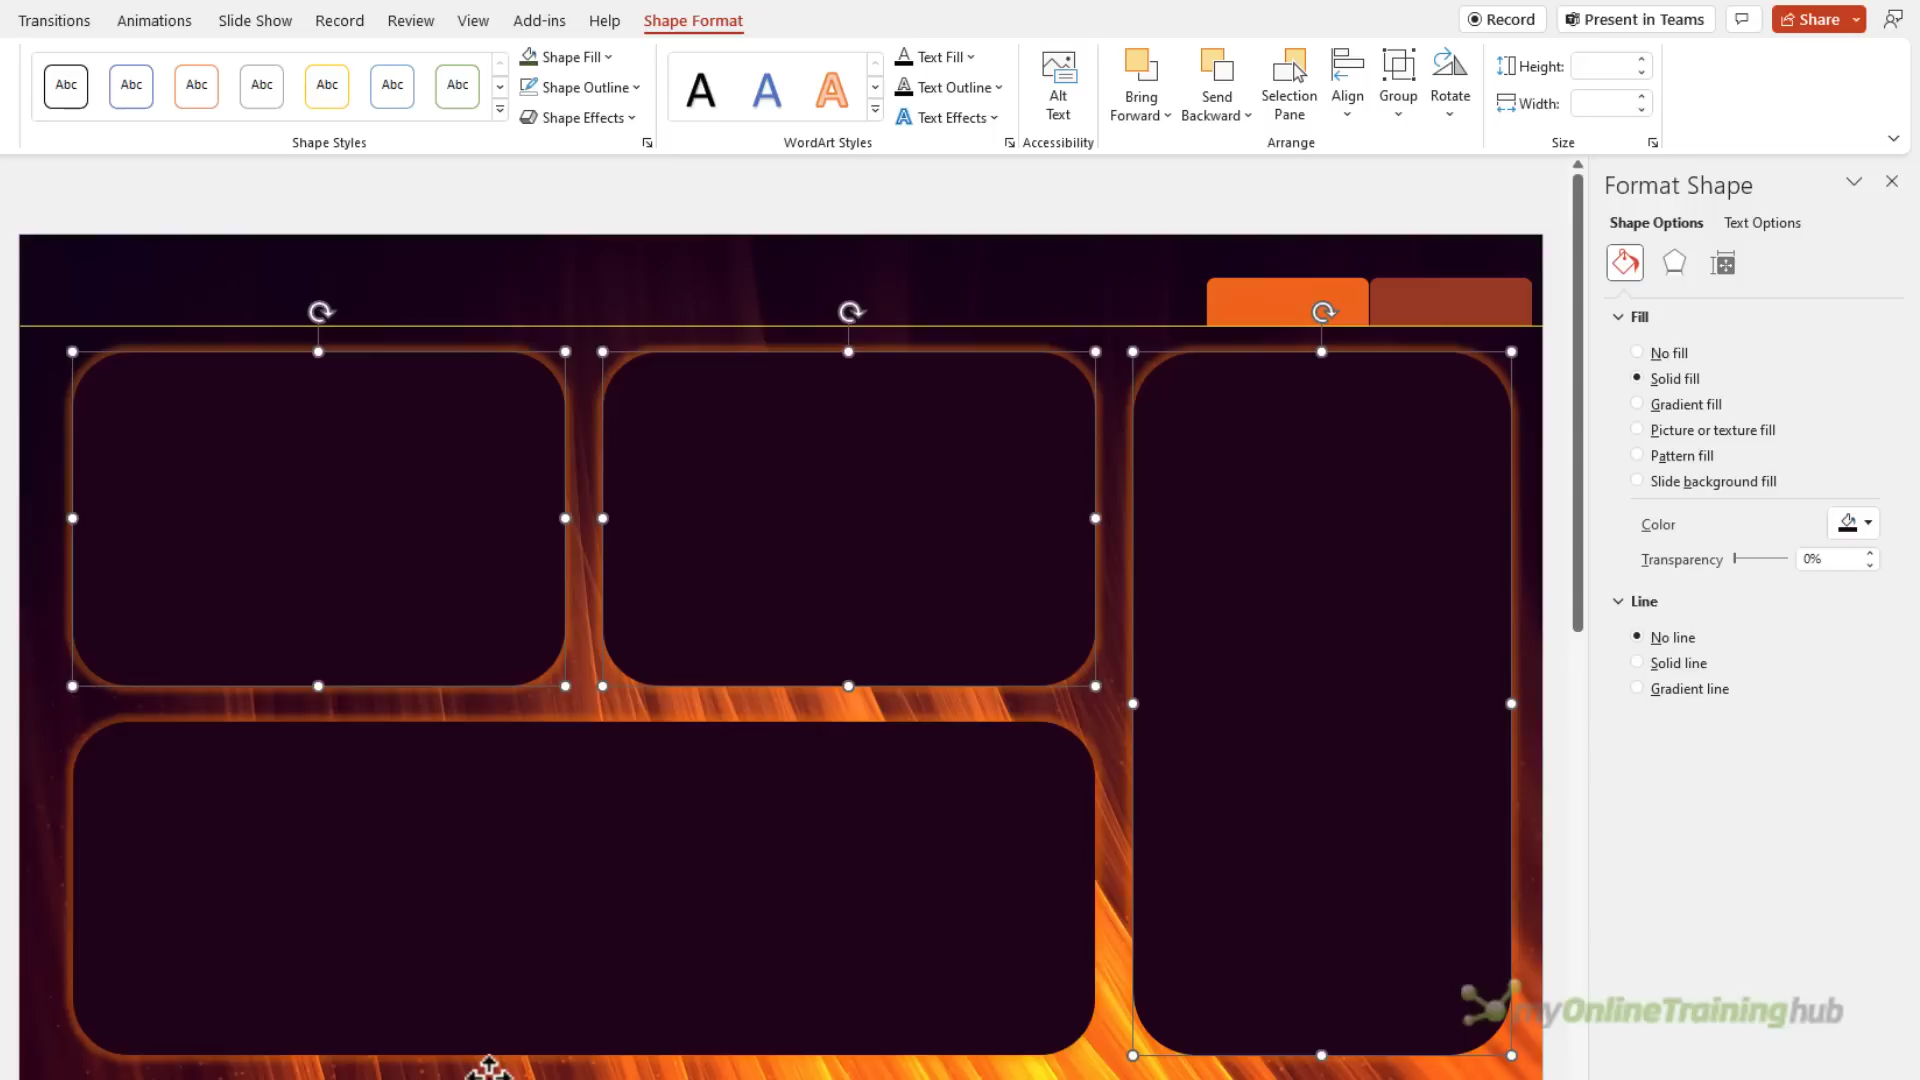 Transitions Animations Slide Show Record Review View Add-ins Help Shape Format Record Present in Teams Share
Abc Abc Abc Abc Abc Abc Abc
Shape Fill
Shape Outline
Shape Effects
Shape Styles
A A A
Text Fill
Text Outline
Text Effects
WordArt Styles
Alt
Text
Accessibility
Bring
Forward
Send
Backward
Selection
Pane
Align
Group
Rotate
Arrange
Height:
Width:
Size
Format Shape
Shape Options Text Options
Fill
No fill
Solid fill
Gradient fill
Picture or texture fill
Pattern fill
Slide background fill
Color
Transparency 0%
Line
No line
Solid line
Gradient line
myOnlineTraininghub